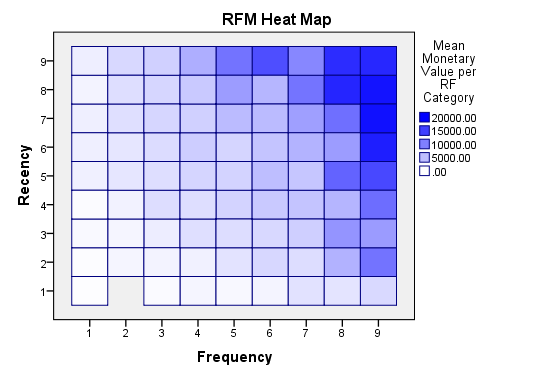 RFM Heat Map
Mean
Monetary
Value per
RF
Category
20000.00
15000.00
10000.00
5000.00
.00
Recency
9
8
7
6
5
4
3
2
1
1 2 3 4 5 6 7 8 9
Frequency